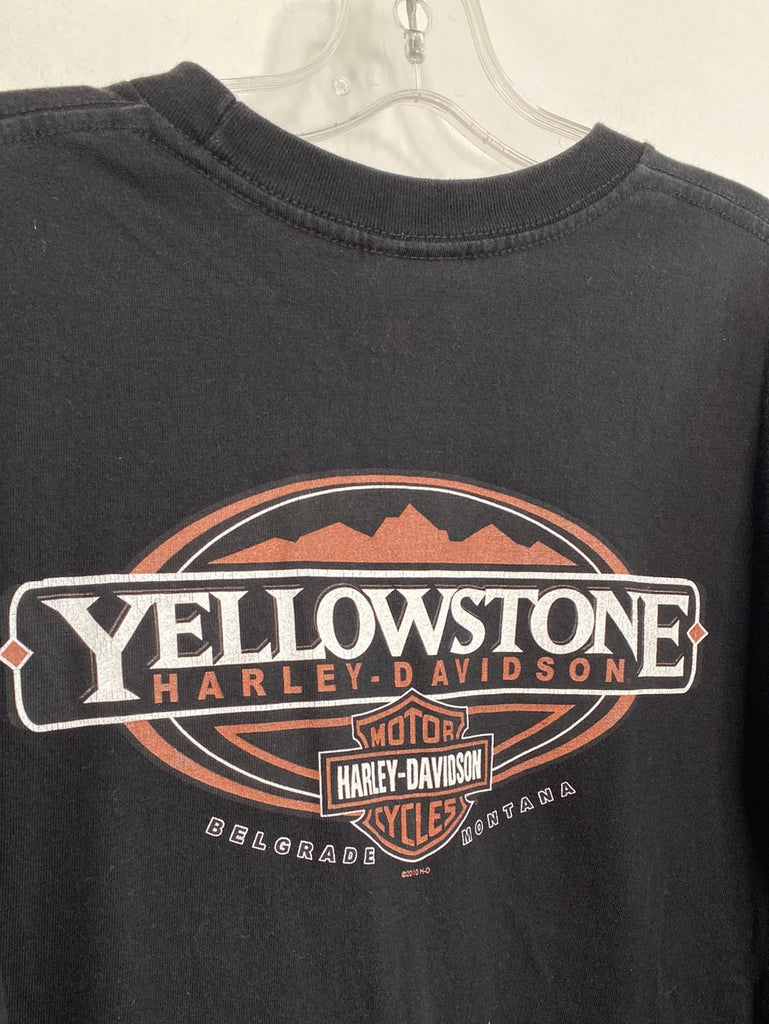 YELLOWSTONE
HARLEY-DAVIDSON
MOTOR
HARLEY-DAVIDSON
CYCLES
BELGRADE MONTANA
©2010 H-D